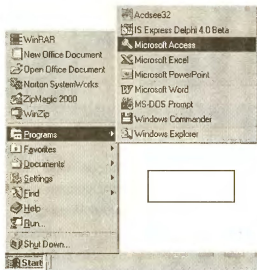 WinRAR
New Office Document
Open Office Document
Norton SystemWorks
ZipMagic 2000
WinZip
Programs
Favorites
Documents
Settings
Find
Help
Run...
Shut Down...
Start
Acdsee32
IS Express Delphi 4.0 Beta
Microsoft Access
Microsoft Excel
Microsoft PowerPoint
Microsoft Word
MS-DOS Prompt
Windows Commander
Windows Explorer